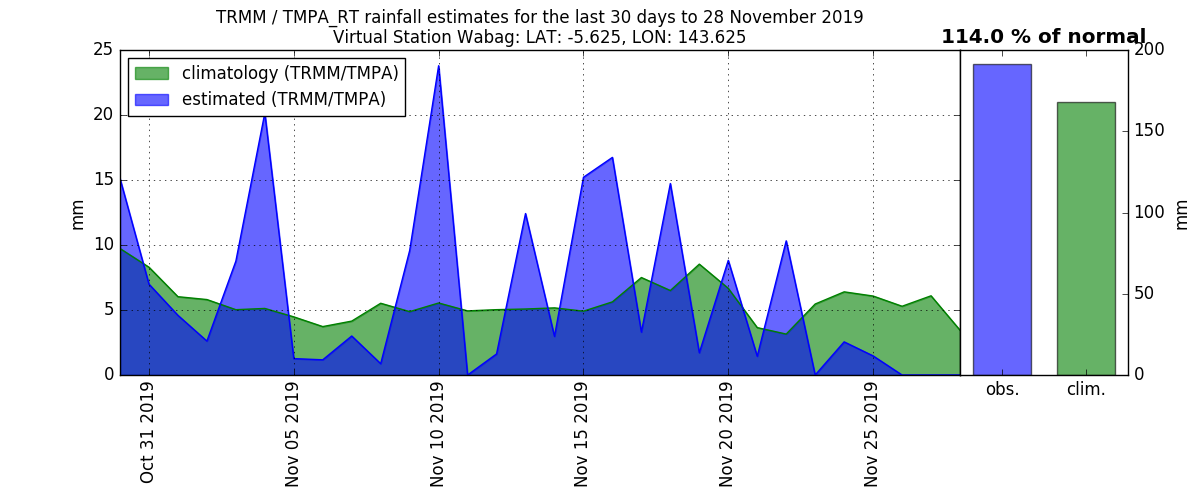 TRMM / TMPA_RT rainfall estimates for the last 30 days to 28 November 2019
Virtual Station Wabag: LAT: -5.625, LON: 143.625
114.0 % of normal
climatology (TRMM/TMPA)
estimated (TRMM/TMPA)
mm
25
20
15
10
5
0
Oct 31 2019
Nov 05 2019
Nov 10 2019
Nov 15 2019
Nov 20 2019
Nov 25 2019
200
150
100
50
0
mm
obs.
clim.